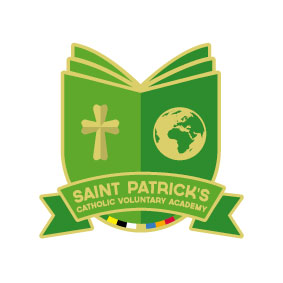 SAINT PATRICK'S
CATHOLIC VOLUNTARY ACADEMY